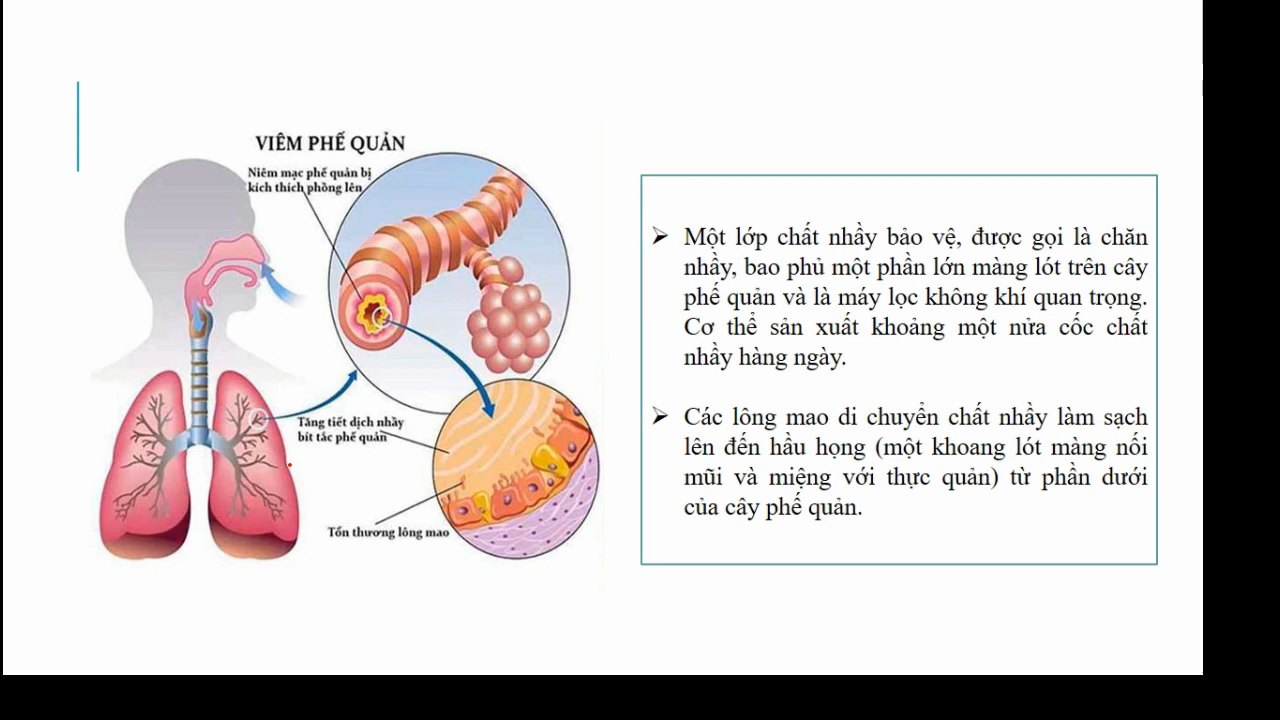 VIÊM PHẾ QUẢN
Niêm mạc phế quản bị
kích thích phồng lên
Tăng tiết dịch nhầy
bít tắc phế quản
Tổn thương lông mao
Một lớp chất nhầy bảo vệ, được gọi là chăn
nhầy, bao phủ một phần lớn màng lót trên cây
phế quản và là máy lọc không khí quan trọng.
Cơ thể sản xuất khoảng một nửa cốc chất
nhầy hàng ngày.
Các lông mao di chuyển chất nhầy làm sạch
lên đến hầu họng (một khoang lót màng nối
mũi và miệng với thực quản) từ phần dưới
của cây phế quản.